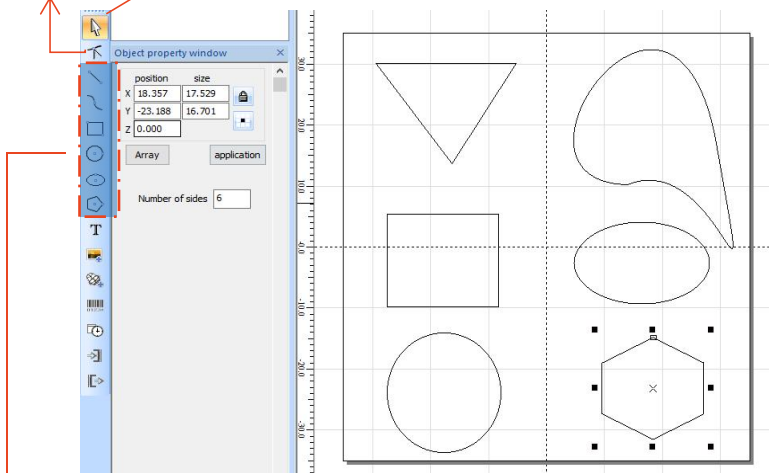 Object property window
position size
X 18.357 17.529
Y -23.188 16.701
Z 0.000
Array application
Number of sides 6
T
30.0
20.0
10.0
0.0
-10.0
-20.0
-30.0